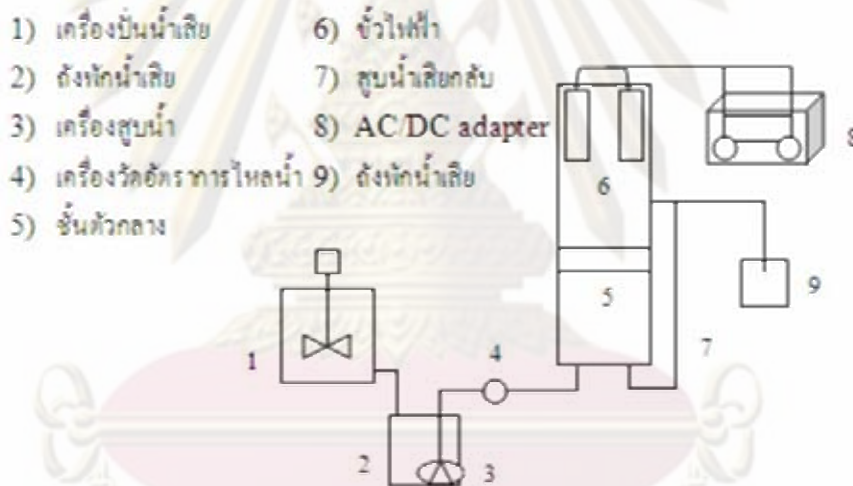 1) เครื่องปั่นน้ำเสีย
2) ถังพักน้ำเสีย
3) เครื่องสูบน้ำ
4) เครื่องวัดอัตราการไหลน้ำ
5) ชั้นตัวกลาง
6) ขั้วไฟฟ้า
7) สูบน้ำเสียกลับ
8) AC/DC adapter
9) ถังพักน้ำเสีย
8
6
9
5
7
4
1
2
3